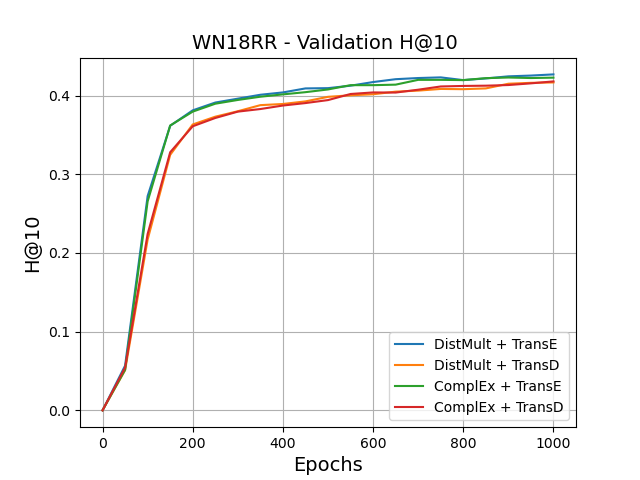 WN18RR - Validation H@10
H@10
0.4
0.3
0.2
0.1
0.0
0
200
400
600
800
1000
Epochs
DistMult + TransE
DistMult + TransD
ComplEx + TransE
ComplEx + TransD